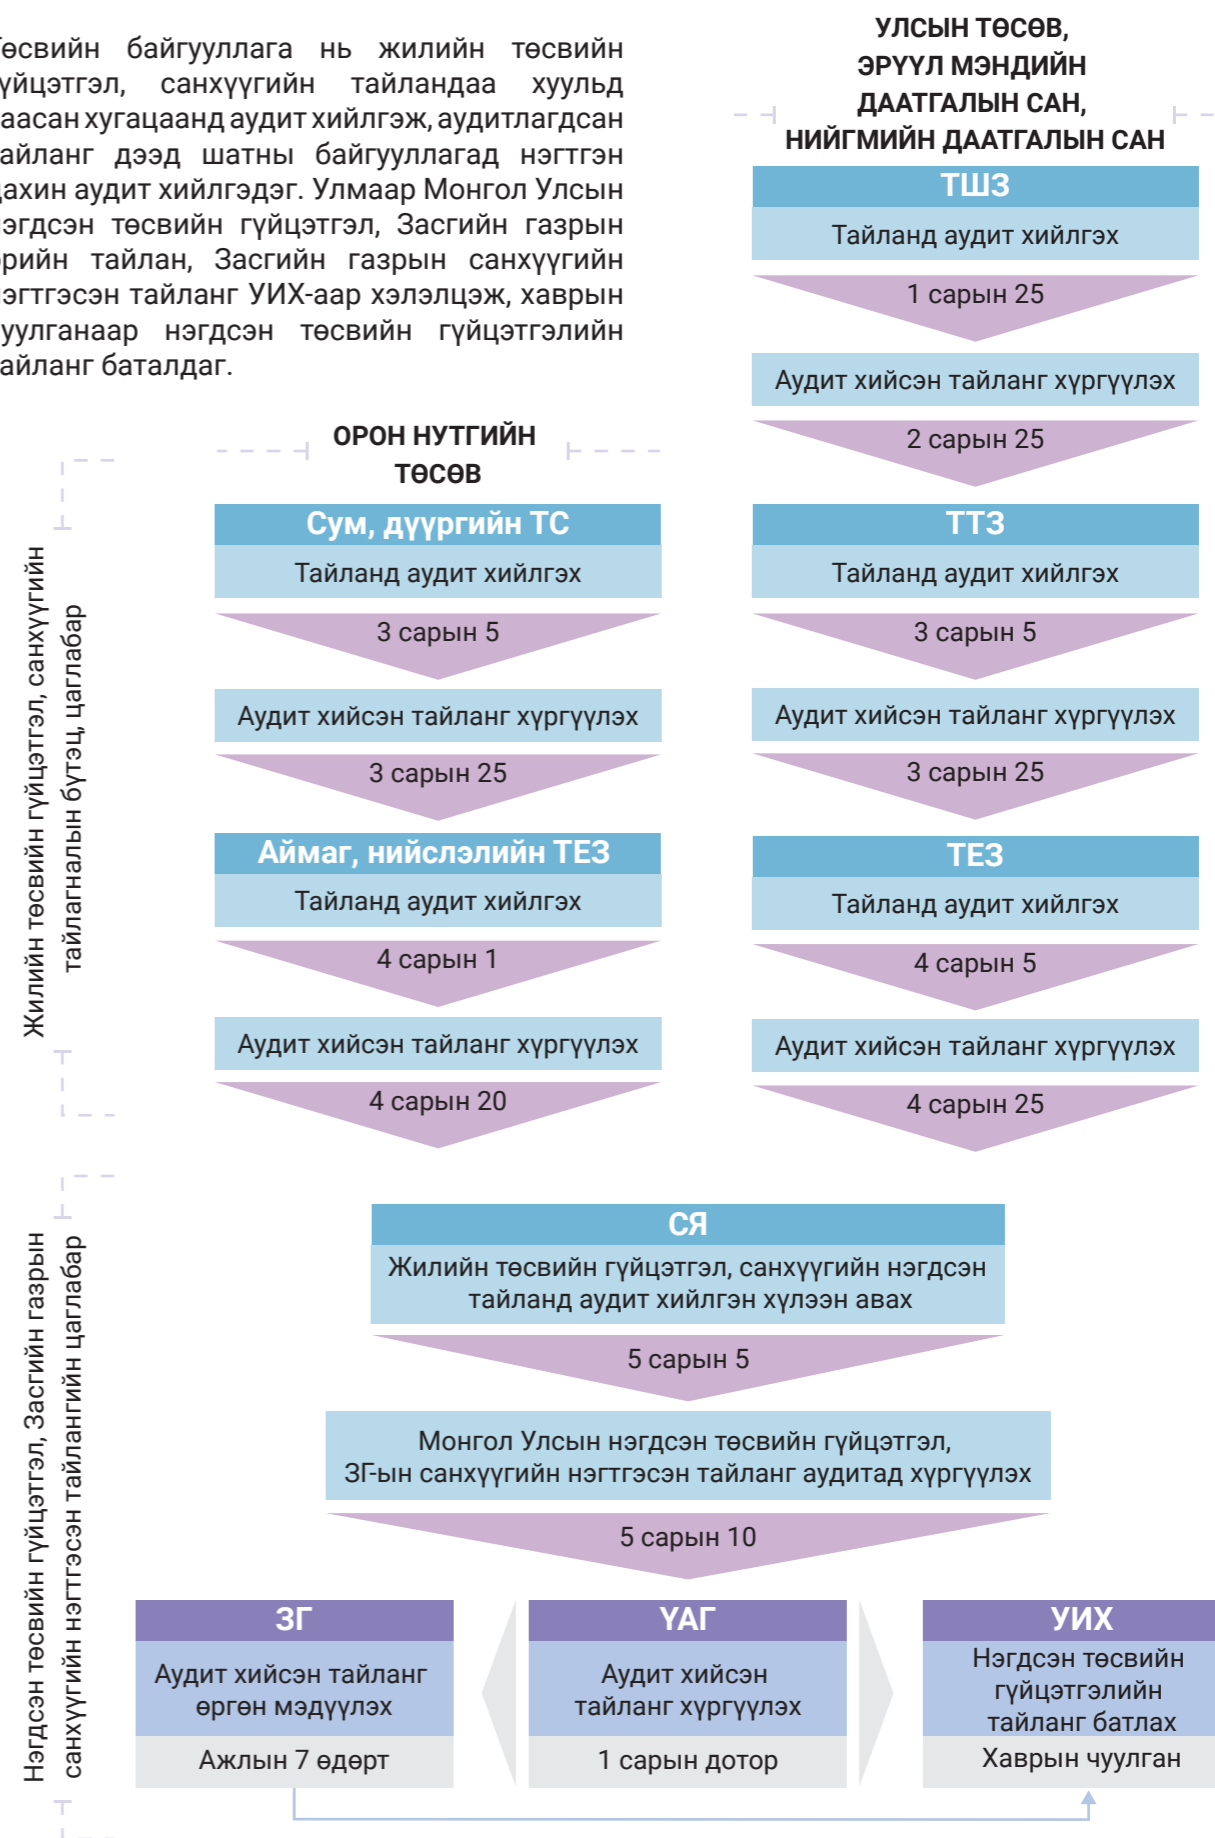 байгууллага нь жилийн төсвийн
санхүүгийн тайландаа хуульд
хугацаанд аудит хийлгэж, аудитлагдсан
дээд шатны байгууллагад нэгтгэн
аудит хийлгэдэг. Улмаар Монгол Улсын
төсвийн гүйцэтгэл, Засгийн газрын
тайлан, Засгийн газрын санхүүгийн
тайланг УИХ-аар хэлэлцэж, хаврын
нэгдсэн төсвийн гүйцэтгэлийн
баталдаг.
УЛСЫН ТӨСӨВ,
ЭРҮҮЛ МЭНДИЙН
ДААТГАЛЫН САН,
НИЙГМИЙН ДААТГАЛЫН САН
ТШЗ
Тайланд аудит хийлгэх
1 сарын 25
Аудит хийсэн тайланг хүргүүлэх
2 сарын 25
ТТЗ
Тайланд аудит хийлгэх
3 сарын 5
Аудит хийсэн тайланг хүргүүлэх
3 сарын 25
ТЕЗ
Тайланд аудит хийлгэх
4 сарын 5
Аудит хийсэн тайланг хүргүүлэх
4 сарын 25
ОРОН НУТГИЙН
ТӨСӨВ
Сум, дүүргийн ТС
Тайланд аудит хийлгэх
3 сарын 5
Аудит хийсэн тайланг хүргүүлэх
3 сарын 25
Аймаг, нийслэлийн ТЕЗ
Тайланд аудит хийлгэх
4 сарын 1
Аудит хийсэн тайланг хүргүүлэх
4 сарын 20
Жилийн төсвийн гүйцэтгэл, санхүүгийн
тайлагналын бүтэц, цаглабар
СЯ
Жилийн төсвийн гүйцэтгэл, санхүүгийн нэгдсэн
тайланд аудит хийлгэн хүлээн авах
5 сарын 5
Монгол Улсын нэгдсэн төсвийн гүйцэтгэл,
ЗГ-ын санхүүгийн нэгтгэсэн тайланг аудитад хүргүүлэх
5 сарын 10
ЗГ
Аудит хийсэн тайланг
өргөн мэдүүлэх
Ажлын 7 өдөрт
ҮАГ
Аудит хийсэн
тайланг хүргүүлэх
1 сарын дотор
УИХ
Нэгдсэн төсвийн
гүйцэтгэлийн
тайланг батлах
Хаврын чуулган
Нэгдсэн төсвийн гүйцэтгэл, Засгийн газрын
санхүүгийн нэгтгэсэн тайлангийн цаглабар